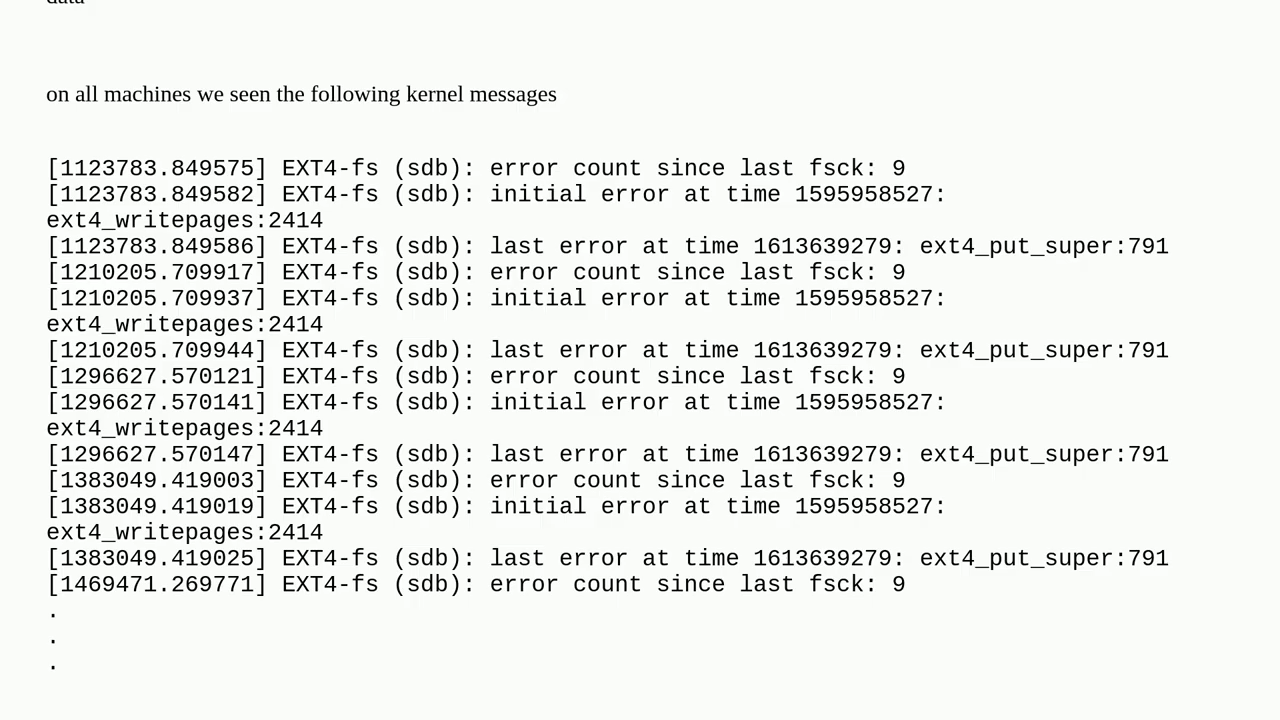 data
on all machines we seen the following kernel messages
[1123783.849575] EXT4-fs (sdb): error count since last fsck: 9
[1123783.849582] EXT4-fs (sdb): initial error at time 1595958527:
ext4_writepages:2414
[1123783.849586] EXT4-fs (sdb): last error at time 1613639279: ext4_put_super:791
[1210205.709917] EXT4-fs (sdb): error count since last fsck: 9
[1210205.709937] EXT4-fs (sdb): initial error at time 1595958527:
ext4_writepages:2414
[1210205.709944] EXT4-fs (sdb): last error at time 1613639279: ext4_put_super:791
[1296627.570121] EXT4-fs (sdb): error count since last fsck: 9
[1296627.570141] EXT4-fs (sdb): initial error at time 1595958527:
ext4_writepages:2414
[1296627.570147] EXT4-fs (sdb): last error at time 1613639279: ext4_put_super:791
[1383049.419003] EXT4-fs (sdb): error count since last fsck: 9
[1383049.419019] EXT4-fs (sdb): initial error at time 1595958527:
ext4_writepages:2414
[1383049.419025] EXT4-fs (sdb): last error at time 1613639279: ext4_put_super:791
[1469471.269771] EXT4-fs (sdb): error count since last fsck: 9
.
.
.